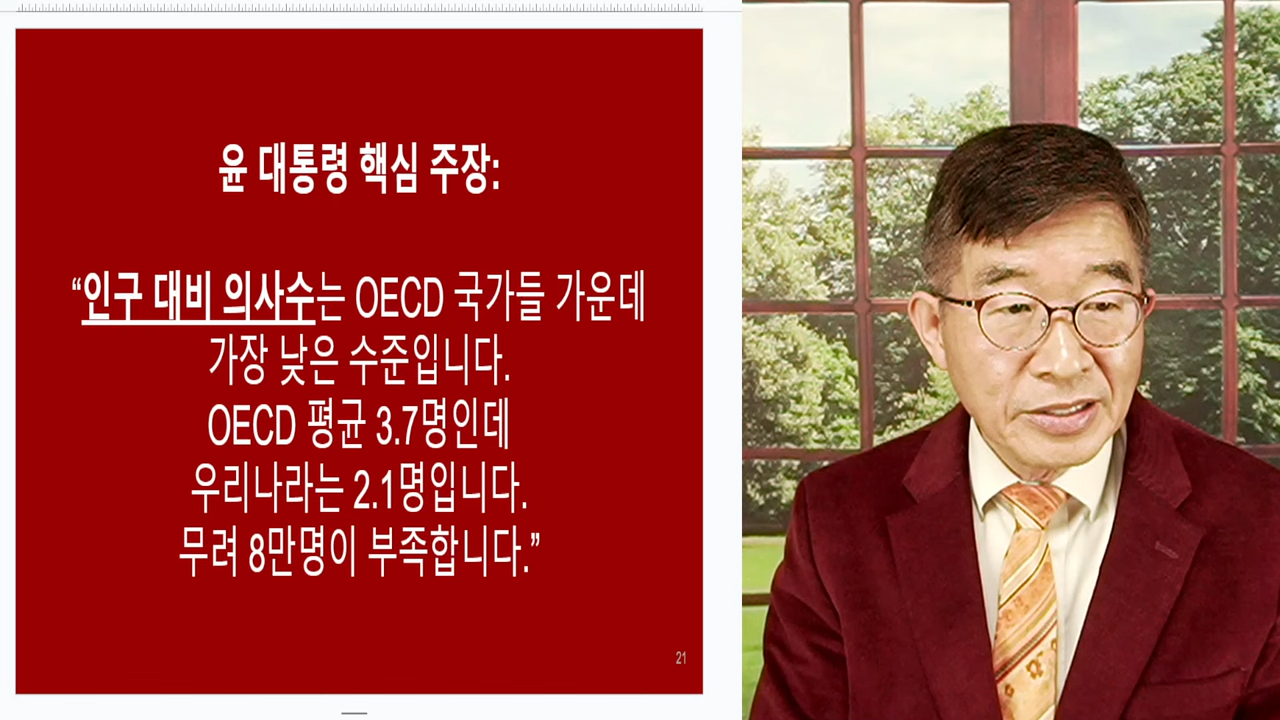 윤 대통령 핵심 주장:
“인구 대비 의사수는 OECD 국가들 가운데
가장 낮은 수준입니다.
OECD 평균 3.7명인데
우리나라는 2.1명입니다.
무려 8만명이 부족합니다.”
21